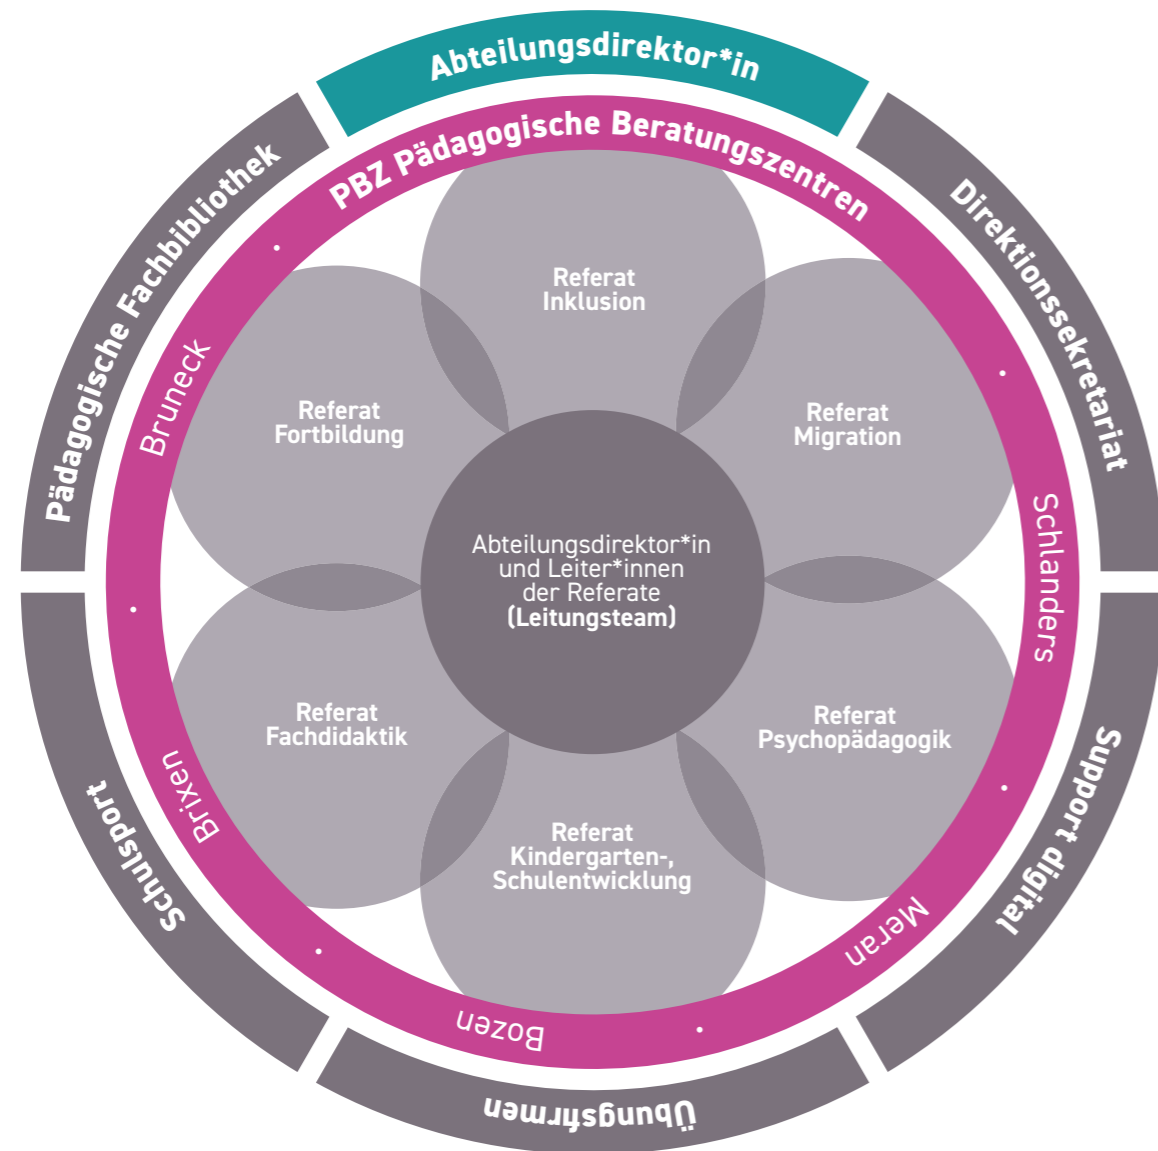 Abteilungsdirektor*in
Direktionssekretariat
Support digital
Übungsfirmen
Schulsport
Pädagogische Fachbibliothek
PBZ Pädagogische Beratungszentren
·
Schlanders
·
Meran
·
Bozen
·
Brixen
·
Bruneck
·
Referat
Inklusion
Referat
Migration
Referat
Psychopädagogik
Referat
Kindergarten-,
Schulentwicklung
Referat
Fachdidaktik
Referat
Fortbildung
Abteilungsdirektor*in
und Leiter*innen
der Referate
(Leitungsteam)